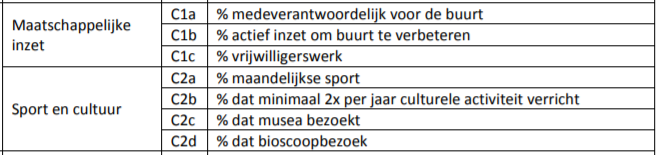 Maatschappelijke
inzet
C1a % medeverantwoordelijk voor de buurt
C1b % actief inzet om buurt te verbeteren
C1c % vrijwilligerswerk
Sport en cultuur
C2a % maandelijkse sport
C2b % dat minimaal 2x per jaar culturele activiteit verricht
C2c % dat musea bezoekt
C2d % dat bioscoopbezoek